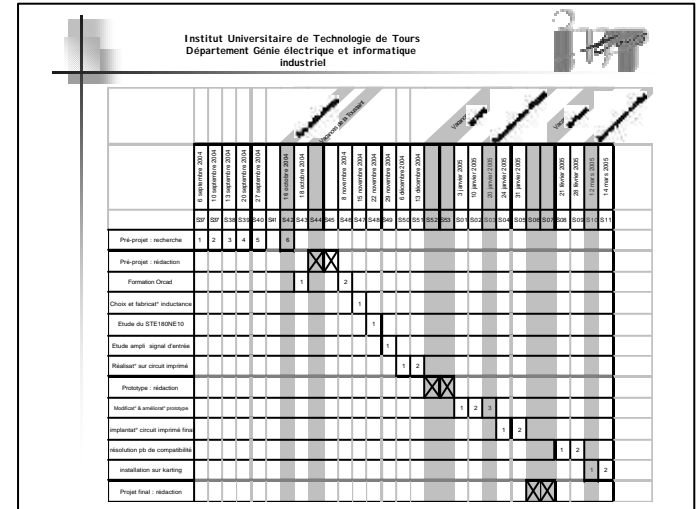 Institut Universitaire de Technologie de Tours
Département Génie électrique et informatique
industriel
Vacances de la Toussaint
6 septembre 2004
10 septembre 2004
13 septembre 2004
20 septembre 2004
27 septembre 2004
16 octobre 2004
18 octobre 2004
8 novembre 2004
15 novembre 2004
22 novembre 2004
29 novembre 2004
6 décembre 2004
13 décembre 2004
3 janvier 2005
10 janvier 2005
20 janvier 2005
24 janvier 2005
31 janvier 2005
21 février 2005
28 février 2005
12 mars 2005
14 mars 2005
S37 S37 S38 S39 S40 S41 S42 S43 S44 S45 S46 S47 S48 S49 S50 S51 S52 S53 S01 S02 S03 S04 S05 S06 S07 S08 S09 S10 S11
Pré-projet : recherche 1 2 3 4 5 6
Pré-projet : rédaction
Formation Orcad 1 2
Choix et fabricat° inductance 1
Etude du STE180NE10 1
Etude ampli signal d'entrée 1
Réalisat° sur circuit imprimé 1 2
Prototype : rédaction
Modificat° & améliorat° prototype 1 2 3
implantat° circuit imprimé final 1 2
résolution pb de compatibilité 1 2
installation sur karting 1 2
Projet final : rédaction